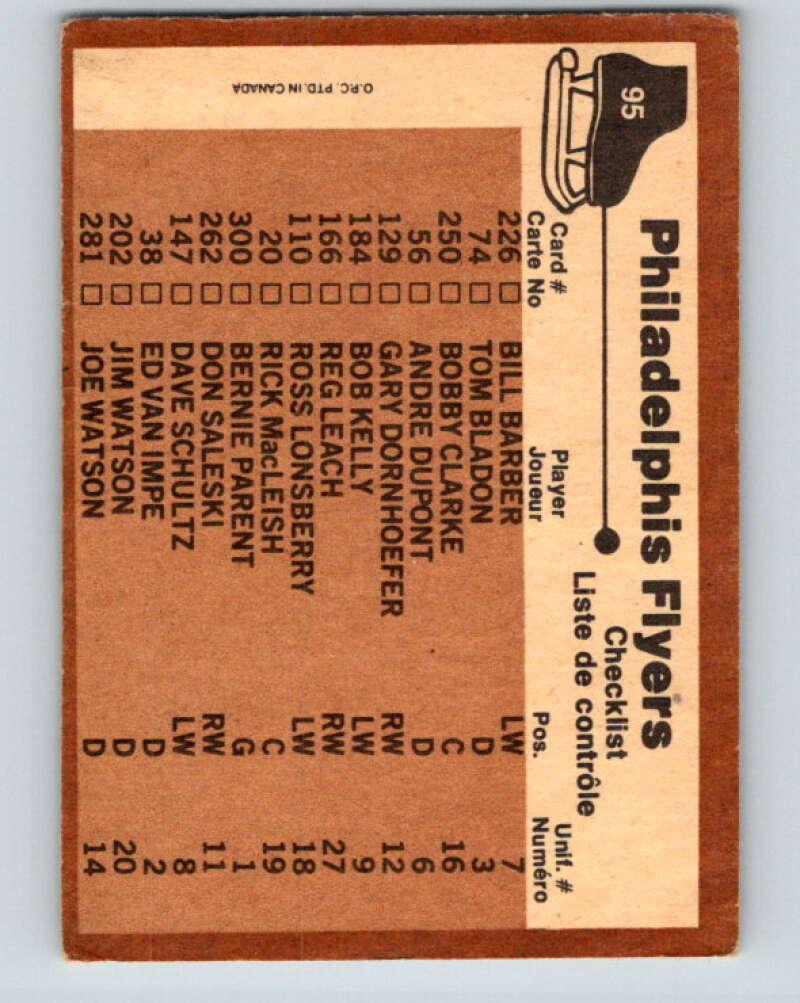 95
Philadelphis Flyers
Checklist
Liste de contrôle
Card # Player Pos. Unif. #
Carte No Joueur Numéro
226 □ BILL BARBER LW 7
74 □ TOM BLADON D 3
250 □ BOBBY CLARKE C 16
56 □ ANDRE DUPONT D 6
129 □ GARY DORNHOEFER RW 12
184 □ BOB KELLY LW 9
166 □ REG LEACH RW 27
110 □ ROSS LONSBERRY LW 18
20 □ RICK MacLEISH C 19
300 □ BERNIE PARENT G 1
262 □ DON SALESKI RW 11
147 □ DAVE SCHULTZ LW 8
38 □ ED VAN IMPE D 2
202 □ JIM WATSON D 20
281 □ JOE WATSON D 14
O.P.C. PTD. IN CANADA